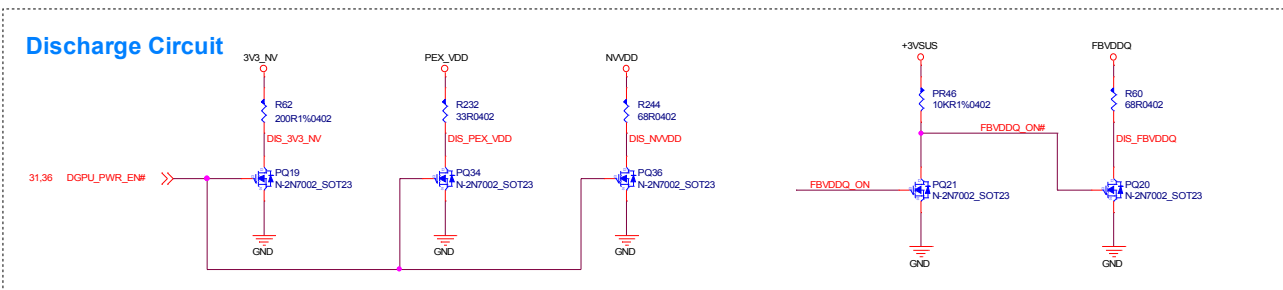 Discharge Circuit
3V3_NV
PEX_VDD
NVVDD
+3VSUS
FBVDDQ
R62
200R1%0402
R232
33R0402
R244
68R0402
PR46
10KR1%0402
R60
68R0402
DIS_3V3_NV
DIS_PEX_VDD
DIS_NVVDD
FBVDDQ_ON#
DIS_FBVDDQ
31,36 DGPU_PWR_EN#
PQ19
N-2N7002_SOT23
PQ34
N-2N7002_SOT23
PQ36
N-2N7002_SOT23
FBVDDQ_ON
PQ21
N-2N7002_SOT23
PQ20
N-2N7002_SOT23
GND
GND
GND
GND
GND